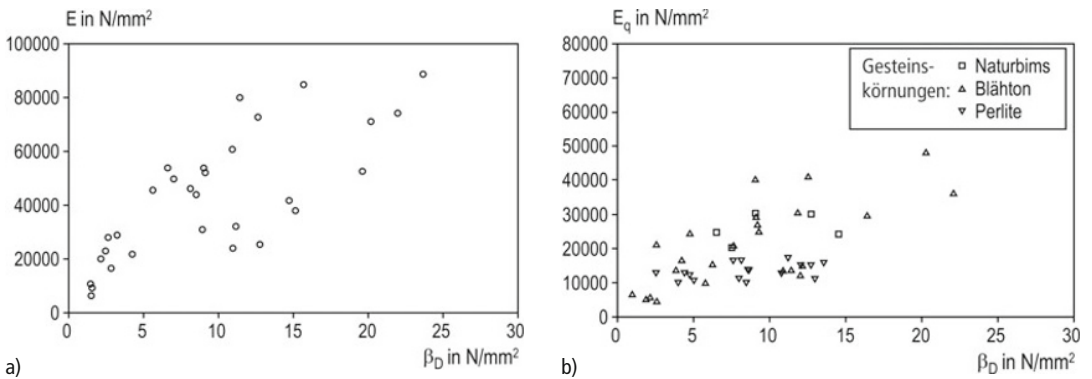 E in N/mm²
100000
80000
60000
40000
20000
0
0 5 10 15 20 25 30
β_D in N/mm²
a)
E_q in N/mm²
80000
70000
60000
50000
40000
30000
20000
10000
0
0 5 10 15 20 25 30
β_D in N/mm²
Gesteins- Naturbims
körnungen: Blähton
Perlite
b)